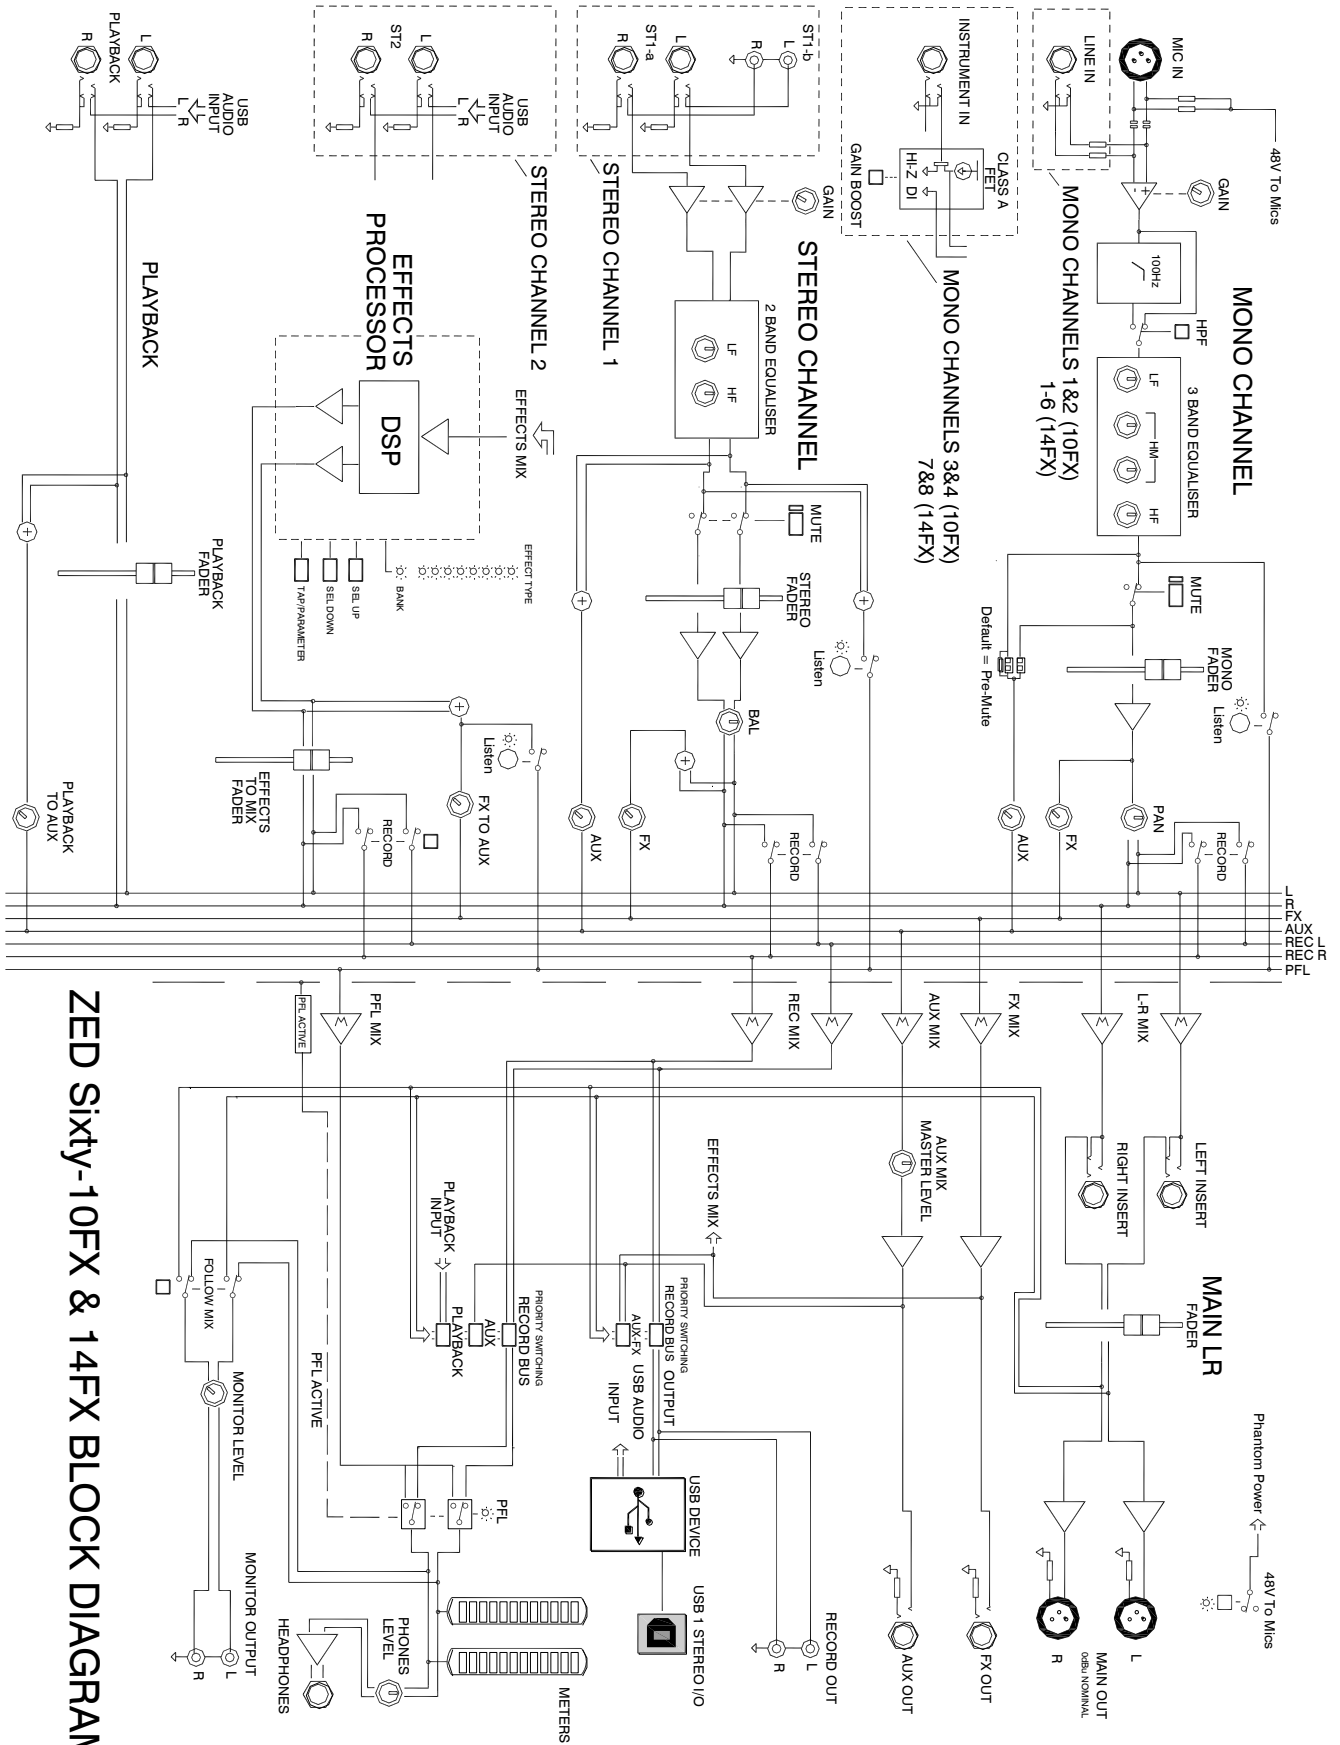 MIC IN
48V To Mics
GAIN
LINE IN
100Hz
HPF
MONO CHANNEL
3 BAND EQUALISER
LF
HM
HF
MUTE
MONO
FADER
Listen
Default = Pre-Mute
PAN
FX
AUX
RECORD
MONO CHANNELS 1&2 (10FX)
1-6 (14FX)
INSTRUMENT IN
CLASS A
FET
HI-Z DI
GAIN BOOST
MONO CHANNELS 3&4 (10FX)
7&8 (14FX)
ST1-b
L
R
ST1-a
L
R
GAIN
STEREO CHANNEL 1
STEREO CHANNEL
2 BAND EQUALISER
LF
HF
MUTE
STEREO
FADER
Listen
BAL
FX
AUX
RECORD
ST2
L
R
USB
AUDIO
INPUT
L
R
STEREO CHANNEL 2
EFFECTS
PROCESSOR
EFFECTS MIX
DSP
EFFECT TYPE
BANK
SEL UP
SEL DOWN
TAP/PARAMETER
Listen
FX TO AUX
RECORD
EFFECTS
TO MIX
FADER
PLAYBACK
L
R
USB
AUDIO
INPUT
L
R
PLAYBACK
PLAYBACK
FADER
PLAYBACK
TO AUX
L
R
FX
AUX
REC L
REC R
PFL
L-R MIX
FX MIX
AUX MIX
REC MIX
PFL MIX
PFL ACTIVE
LEFT INSERT
RIGHT INSERT
MAIN LR
FADER
Phantom Power
48V To Mics
L
R
MAIN OUT
0dBu NOMINAL
AUX MIX
MASTER LEVEL
FX OUT
AUX OUT
EFFECTS MIX
PRIORITY SWITCHING
RECORD BUS OUTPUT
AUX-FX
USB AUDIO
INPUT
USB DEVICE
USB 1 STEREO I/O
RECORD OUT
L
R
PLAYBACK
INPUT
PRIORITY SWITCHING
RECORD BUS
AUX
PLAYBACK
PFL
PFL ACTIVE
METERS
PHONES
LEVEL
HEADPHONES
FOLLOW MIX
MONITOR LEVEL
MONITOR OUTPUT
L
R
ZED Sixty-10FX & 14FX BLOCK DIAGRAM